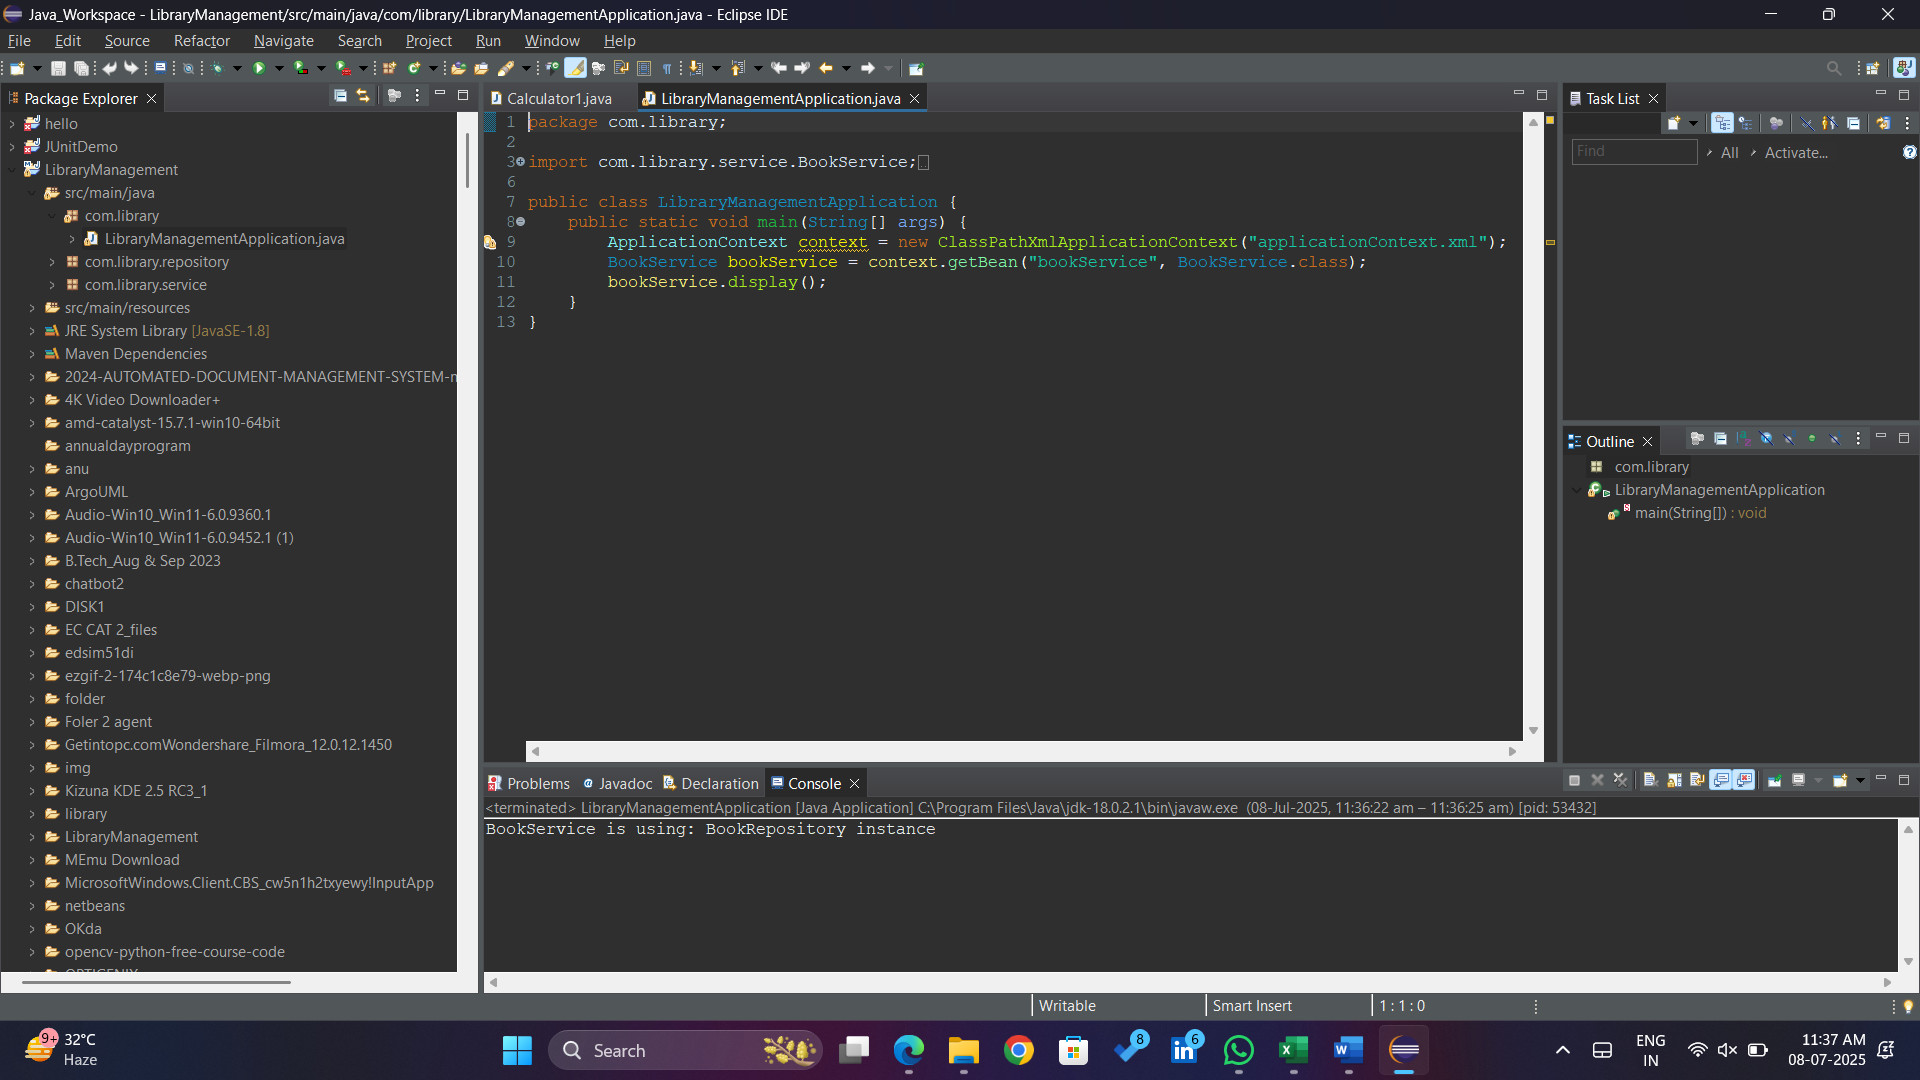 Java_Workspace - LibraryManagement/src/main/java/com/library/LibraryManagementApplication.java - Eclipse IDE
File Edit Source Refactor Navigate Search Project Run Window Help
Package Explorer
hello
JUnitDemo
LibraryManagement
src/main/java
com.library
LibraryManagementApplication.java
com.library.repository
com.library.service
src/main/resources
JRE System Library [JavaSE-1.8]
Maven Dependencies
2024-AUTOMATED-DOCUMENT-MANAGEMENT-SYSTEM-
4K Video Downloader+
amd-catalyst-15.7.1-win10-64bit
annualdayprogram
anu
ArgoUML
Audio-Win10_Win11-6.0.9360.1
Audio-Win10_Win11-6.0.9452.1 (1)
B.Tech_Aug & Sep 2023
chatbot2
DISK1
EC CAT 2_files
edsim51di
ezgif-2-174c1c8e79-webp-png
folder
Foler 2 agent
Getintopc.comWondershare_Filmora_12.0.12.1450
img
Kizuna KDE 2.5 RC3_1
library
LibraryManagement
MEmu Download
MicrosoftWindows.Client.CBS_cw5n1h2txyewy!InputApp
netbeans
OKda
opencv-python-free-course-code
Calculator1.java LibraryManagementApplication.java
1 package com.library;
2
3 import com.library.service.BookService;
6
7 public class LibraryManagementApplication {
8 public static void main(String[] args) {
9 ApplicationContext context = new ClassPathXmlApplicationContext("applicationContext.xml");
10 BookService bookService = context.getBean("bookService", BookService.class);
11 bookService.display();
12 }
13 }
Task List
Find All Activate...
Outline
com.library
LibraryManagementApplication
main(String[]) : void
Problems Javadoc Declaration Console
<terminated> LibraryManagementApplication [Java Application] C:\Program Files\Java\jdk-18.0.2.1\bin\javaw.exe (08-Jul-2025, 11:36:22 am – 11:36:25 am) [pid: 53432]
BookService is using: BookRepository instance
Writable Smart Insert 1 : 1 : 0
9+ 32°C
Haze
Search
8
6
ENG
IN
11:37 AM
08-07-2025